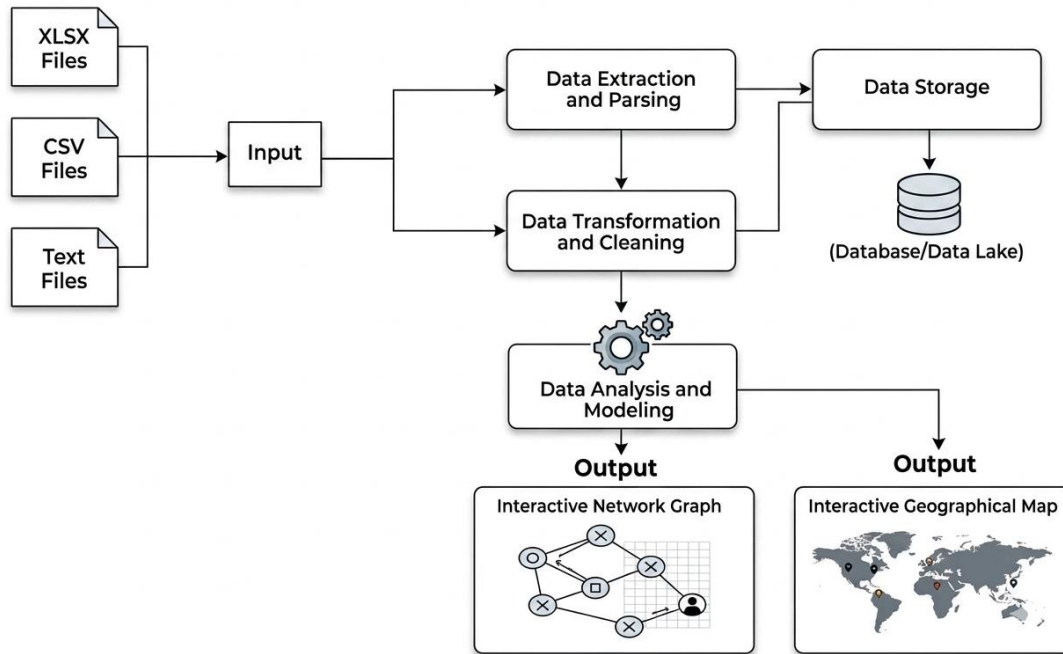 XLSX
Files
CSV
Files
Text
Files
Input
Data Extraction
and Parsing
Data Transformation
and Cleaning
Data Storage
(Database/Data Lake)
Data Analysis and
Modeling
Output
Interactive Network Graph
Output
Interactive Geographical Map